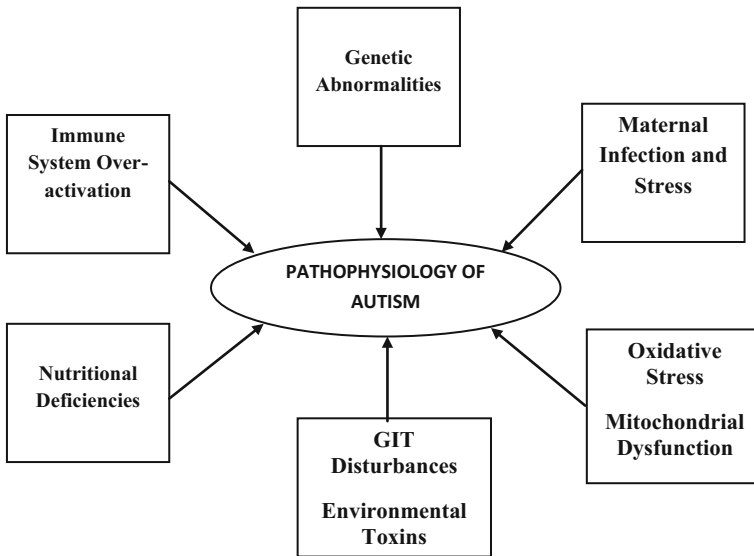 Genetic
Abnormalities
Immune
System Over-
activation
Maternal
Infection and
Stress
PATHOPHYSIOLOGY OF
AUTISM
Nutritional
Deficiencies
GIT
Disturbances
Environmental
Toxins
Oxidative
Stress
Mitochondrial
Dysfunction